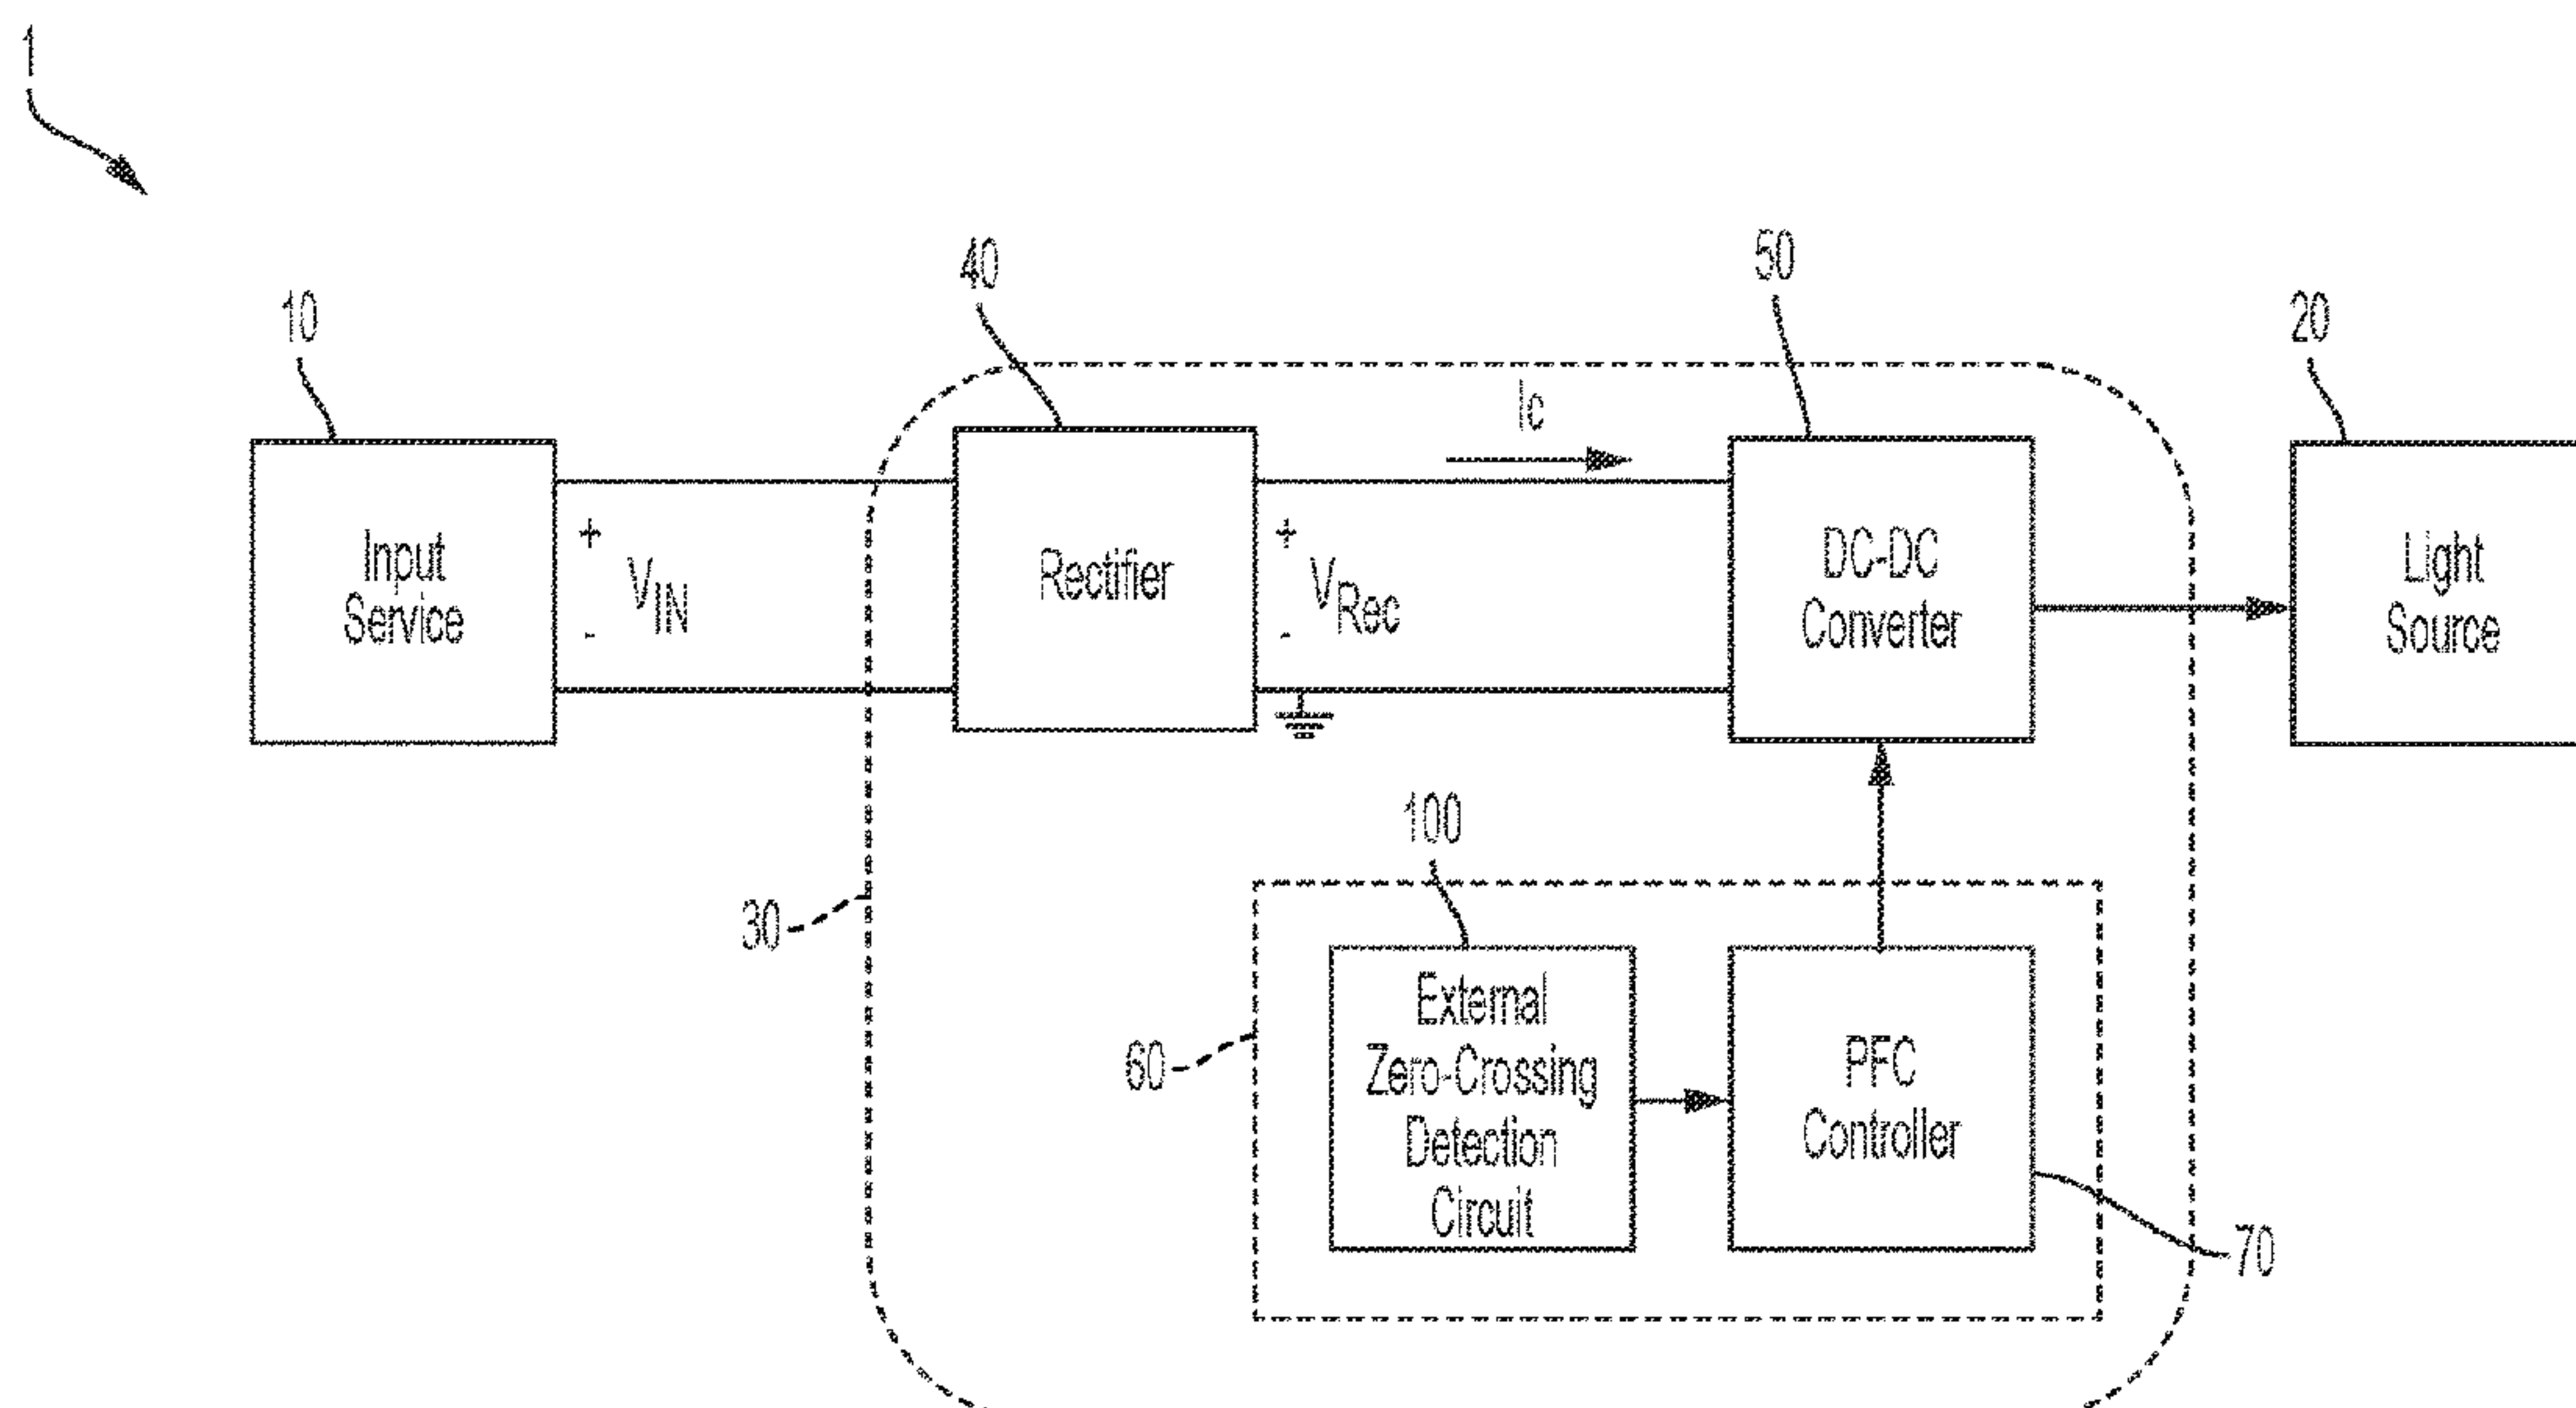 1
10
40
50
20
Ic
Input
Service
+
VIN
-
Rectifier
+
VRec
-
DC-DC
Converter
Light
Source
100
30
60
External
Zero-Crossing
Detection
Circuit
PFC
Controller
70